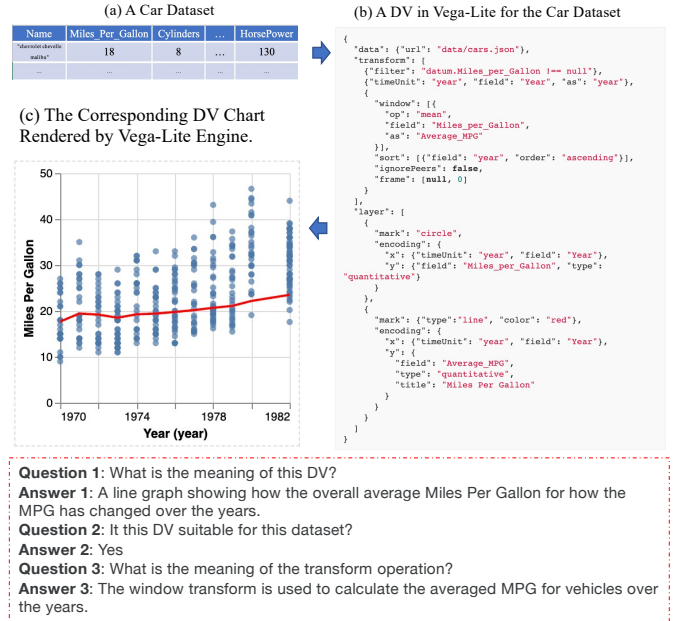 (a) A Car Dataset
Name Miles_Per_Gallon Cylinders ... HorsePower
"chevrolet chevelle
malibu" 18 8 ... 130
... ... ... ...
(b) A DV in Vega-Lite for the Car Dataset
{
"data": {"url": "data/cars.json"},
"transform": [
{"filter": "datum.Miles_per_Gallon !== null"},
{"timeUnit": "year", "field": "Year", "as": "year"},
{
"window": [{
"op": "mean",
"field": "Miles_per_Gallon",
"as": "Average_MPG"
}],
"sort": [{"field": "year", "order": "ascending"}],
"ignorePeers": false,
"frame": [null, 0]
}
],
"layer": [
{
"mark": "circle",
"encoding": {
"x": {"timeUnit": "year", "field": "Year"},
"y": {"field": "Miles_per_Gallon", "type":
"quantitative"}
}
},
{
"mark": {"type":"line", "color": "red"},
"encoding": {
"x": {"timeUnit": "year", "field": "Year"},
"y": {
"field": "Average_MPG",
"type": "quantitative",
"title": "Miles Per Gallon"
}
}
}
]
}
(c) The Corresponding DV Chart
Rendered by Vega-Lite Engine.
50
40
30
20
10
0
Miles Per Gallon
1970 1974 1978 1982
Year (year)
Question 1: What is the meaning of this DV?
Answer 1: A line graph showing how the overall average Miles Per Gallon for how the
MPG has changed over the years.
Question 2: It this DV suitable for this dataset?
Answer 2: Yes
Question 3: What is the meaning of the transform operation?
Answer 3: The window transform is used to calculate the averaged MPG for vehicles over
the years.